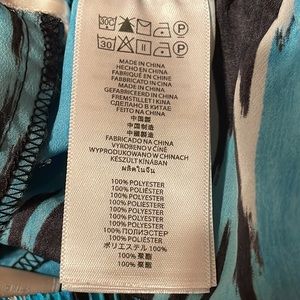 30
P
30
P
MADE IN CHINA
HECHO EN CHINA
FABRIQUÉ EN CHINE
FABBRICATO IN CINA
MADE IN CHINA
GEFABRICEERD IN CHINA
FREMSTILLET I KINA
СДЕЛАНО В КИТАЕ
FEITO NA CHINA
中国製
中国制造
中國製造
FABRICADO NA CHINA
VYROBENO V ČÍNĚ
WYPRODUKOWANO W CHINACH
KÉSZÜLT KÍNÁBAN
ผลิตในจีน
100% POLYESTER
100% POLIÉSTER
100% POLYESTER
100% POLIESTERE
100% POLYESTER
100% POLYESTER
100% POLYESTER
100% ПОЛИЭСТЕР
100% POLIÉSTER
ポリエステル 100%
100% 聚酯
100% 聚酯